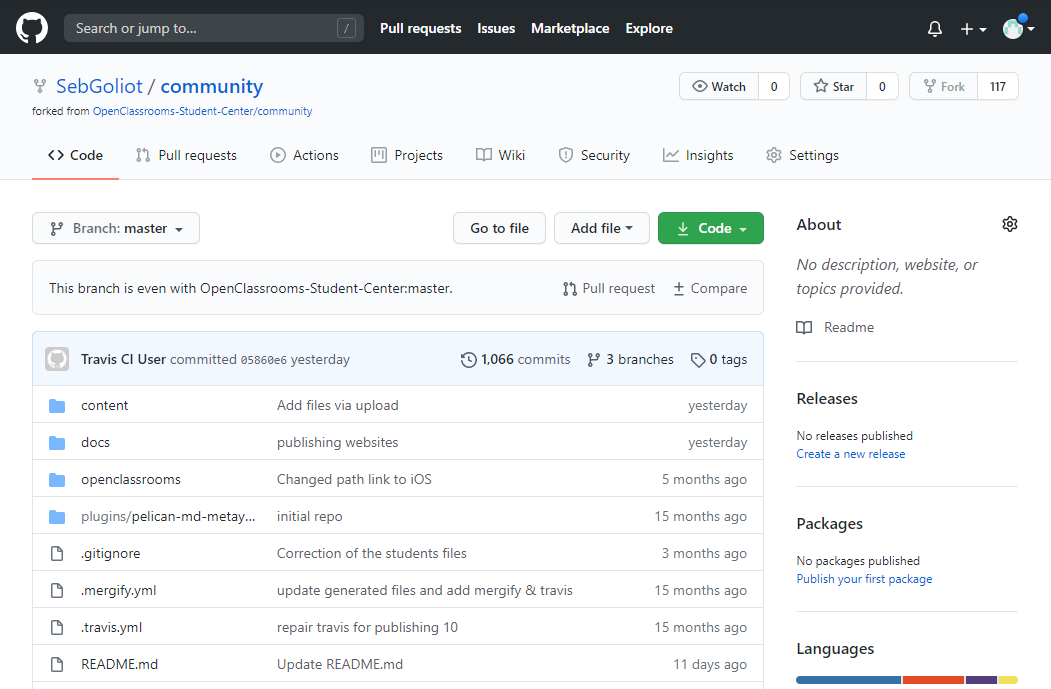 Search or jump to... /
Pull requests Issues Marketplace Explore
SebGoliot / community
forked from OpenClassrooms-Student-Center/community
Watch 0 Star 0 Fork 117
Code Pull requests Actions Projects Wiki Security Insights Settings
Branch: master Go to file Add file Code
This branch is even with OpenClassrooms-Student-Center:master. Pull request Compare
Travis CI User committed 05860e6 yesterday 1,066 commits 3 branches 0 tags
content Add files via upload yesterday
docs publishing websites yesterday
openclassrooms Changed path link to iOS 5 months ago
plugins/pelican-md-metay... initial repo 15 months ago
.gitignore Correction of the students files 3 months ago
.mergify.yml update generated files and add mergify & travis 15 months ago
.travis.yml repair travis for publishing 10 15 months ago
README.md Update README.md 11 days ago
About
No description, website, or
topics provided.
Readme
Releases
No releases published
Create a new release
Packages
No packages published
Publish your first package
Languages